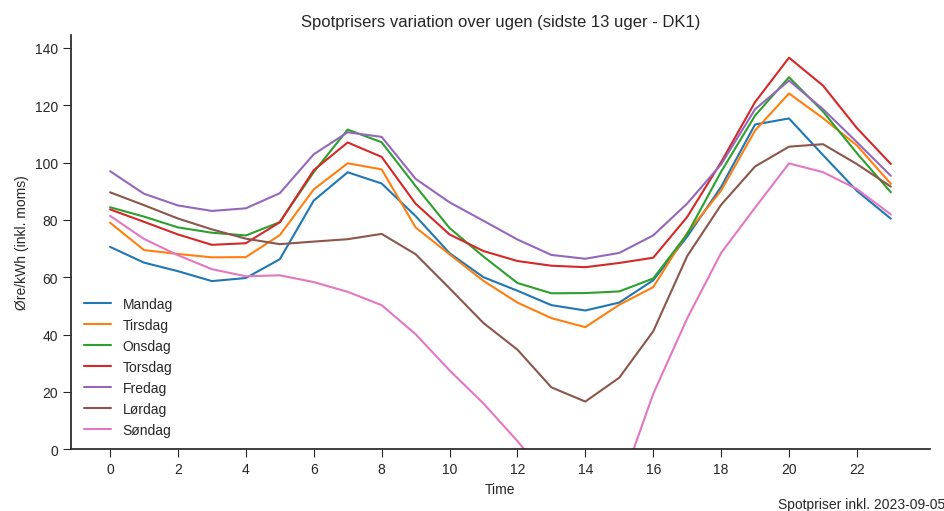 Spotprisers variation over ugen (sidste 13 uger - DK1)
Øre/kWh (inkl. moms)
140
120
100
80
60
40
20
0
Mandag
Tirsdag
Onsdag
Torsdag
Fredag
Lørdag
Søndag
0 2 4 6 8 10 12 14 16 18 20 22
Time
Spotpriser inkl. 2023-09-05